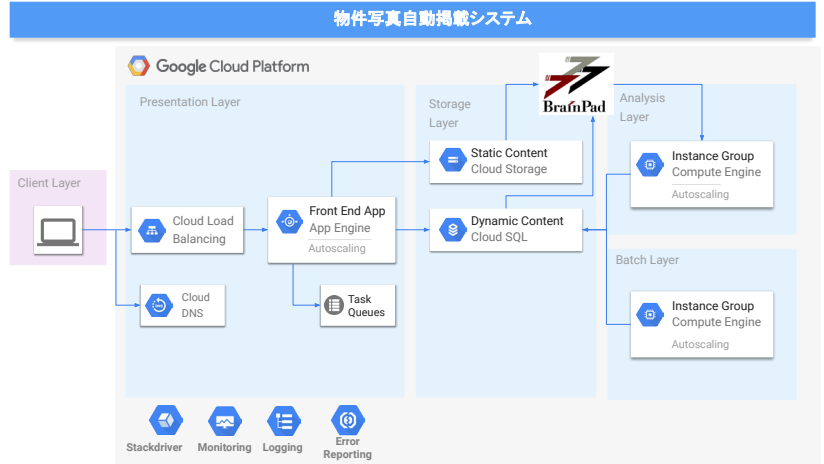 物件写真自動掲載システム
Google Cloud Platform
Presentation Layer
Storage
Layer
BrainPad
Analysis
Layer
Client Layer
Static Content
Cloud Storage
Instance Group
Compute Engine
Autoscaling
Cloud Load
Balancing
Front End App
App Engine
Autoscaling
Dynamic Content
Cloud SQL
Batch Layer
Cloud
DNS
Task
Queues
Instance Group
Compute Engine
Autoscaling
Stackdriver
Monitoring
Logging
Error
Reporting